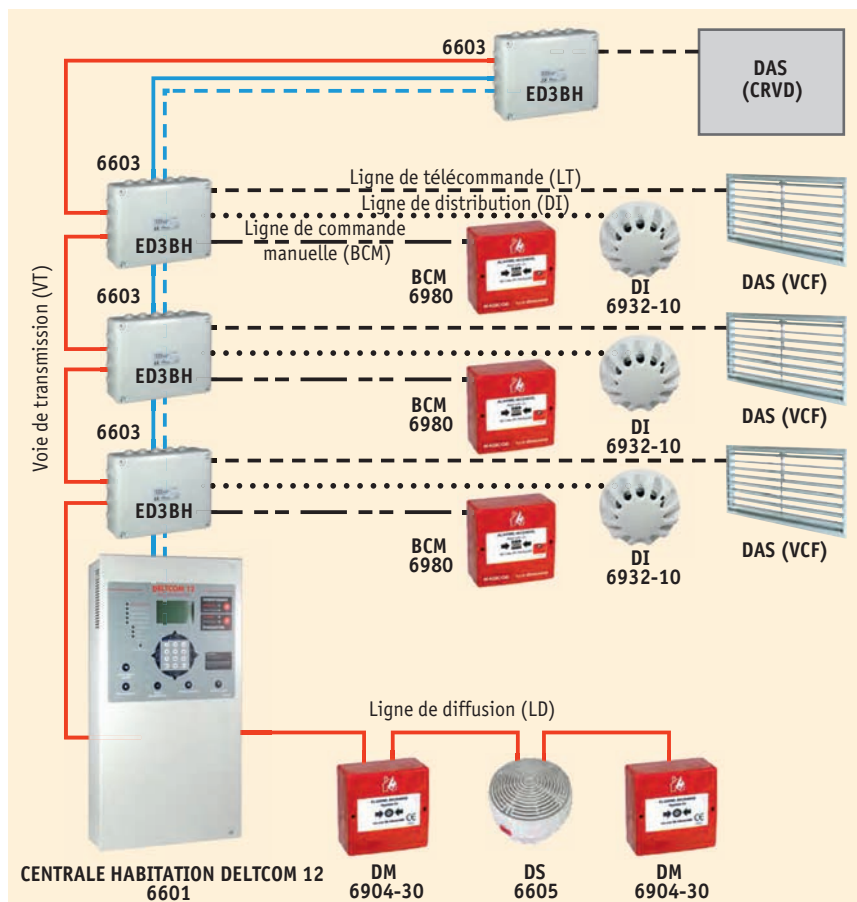 6603
ED3BH
DAS
(CRVD)
6603
ED3BH
Ligne de télécommande (LT)
Ligne de distribution (DI)
Ligne de commande
manuelle (BCM)
BCM
6980
DI
6932-10
DAS (VCF)
Voie de transmission (VT)
6603
ED3BH
BCM
6980
DI
6932-10
DAS (VCF)
6603
ED3BH
BCM
6980
DI
6932-10
DAS (VCF)
DELTCOM 12
Ligne de diffusion (LD)
CENTRALE HABITATION DELTCOM 12
6601
DM
6904-30
DS
6605
DM
6904-30